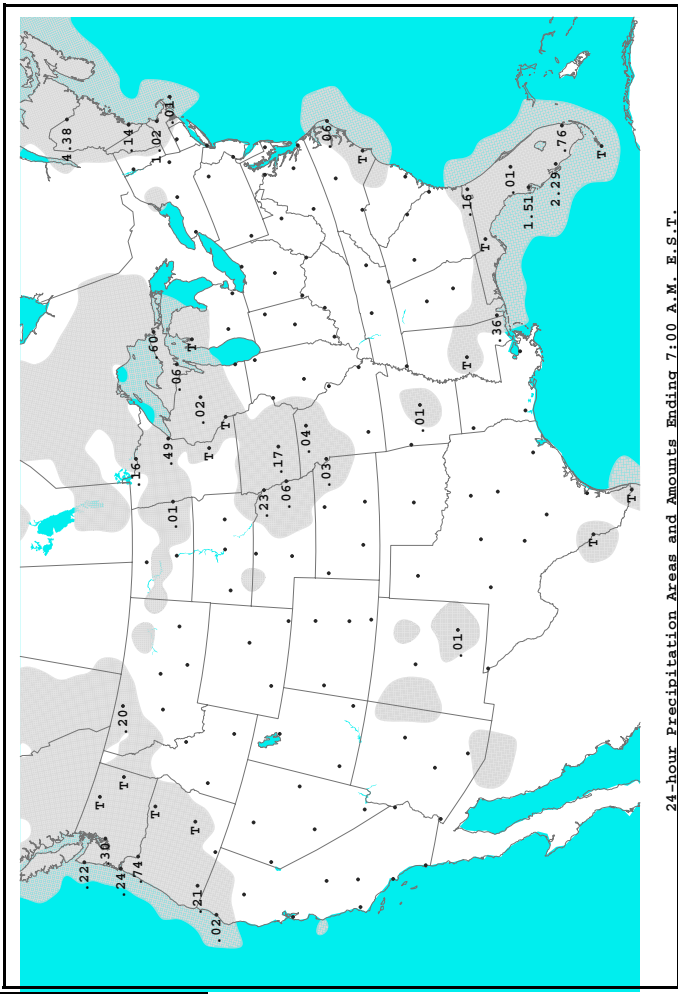 4.38
.22
T
.30
.24
T
.20
.14
.16
.74
T
.60
1.02
.49
.01
.01
.06
T
T
.21
.02
T
.02
T
.23
.17
.06
.04
.03
.06
T
.01
.01
T
.16
T
.36
.01
1.51
2.29
.76
T
T
T
24-hour Precipitation Areas and Amounts Ending 7:00 A.M. E.S.T.